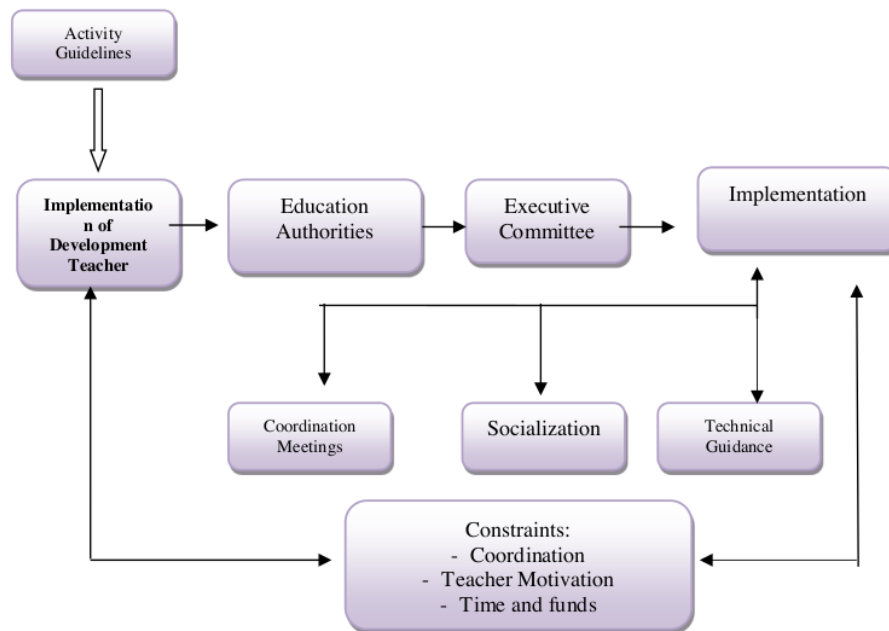 Activity
Guidelines
Implementatio
n of
Development
Teacher
Education
Authorities
Executive
Committee
Implementation
Coordination
Meetings
Socialization
Technical
Guidance
Constraints:
- Coordination
- Teacher Motivation
- Time and funds